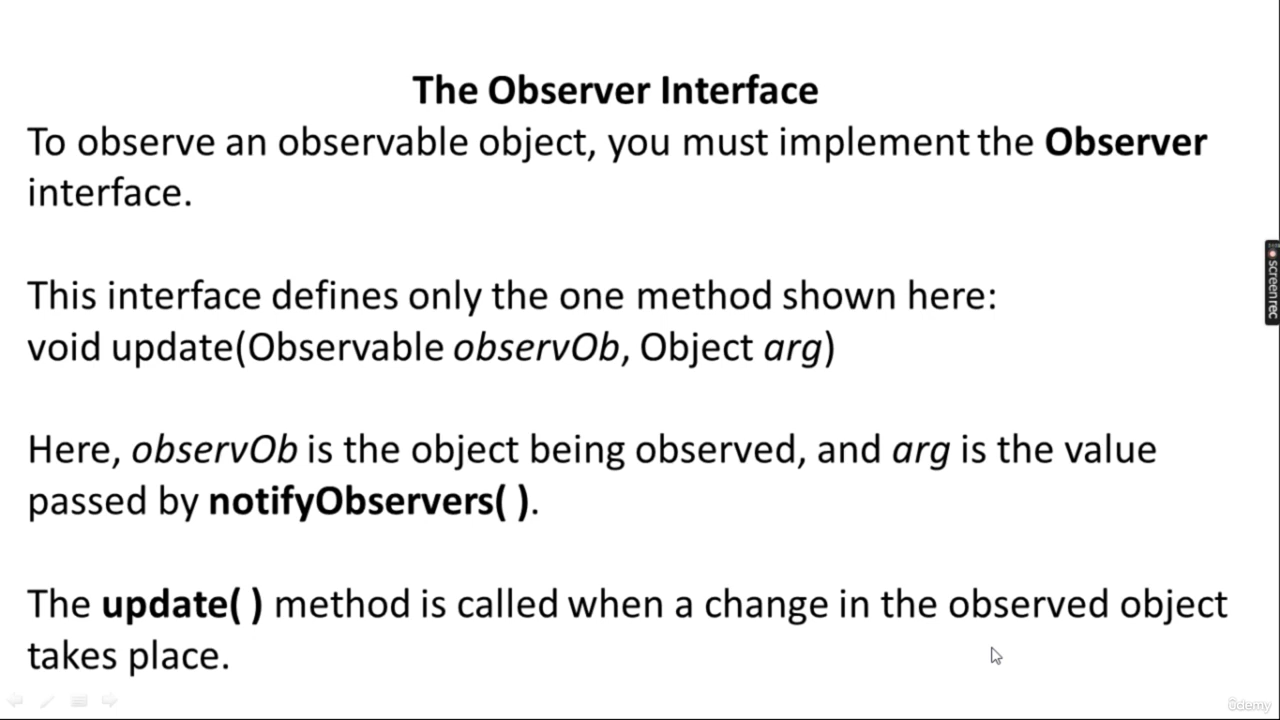 The Observer Interface
To observe an observable object, you must implement the Observer
interface.
This interface defines only the one method shown here:
void update(Observable observOb, Object arg)
Here, observOb is the object being observed, and arg is the value
passed by notifyObservers( ).
The update( ) method is called when a change in the observed object
takes place.
screenrec
ûdemy